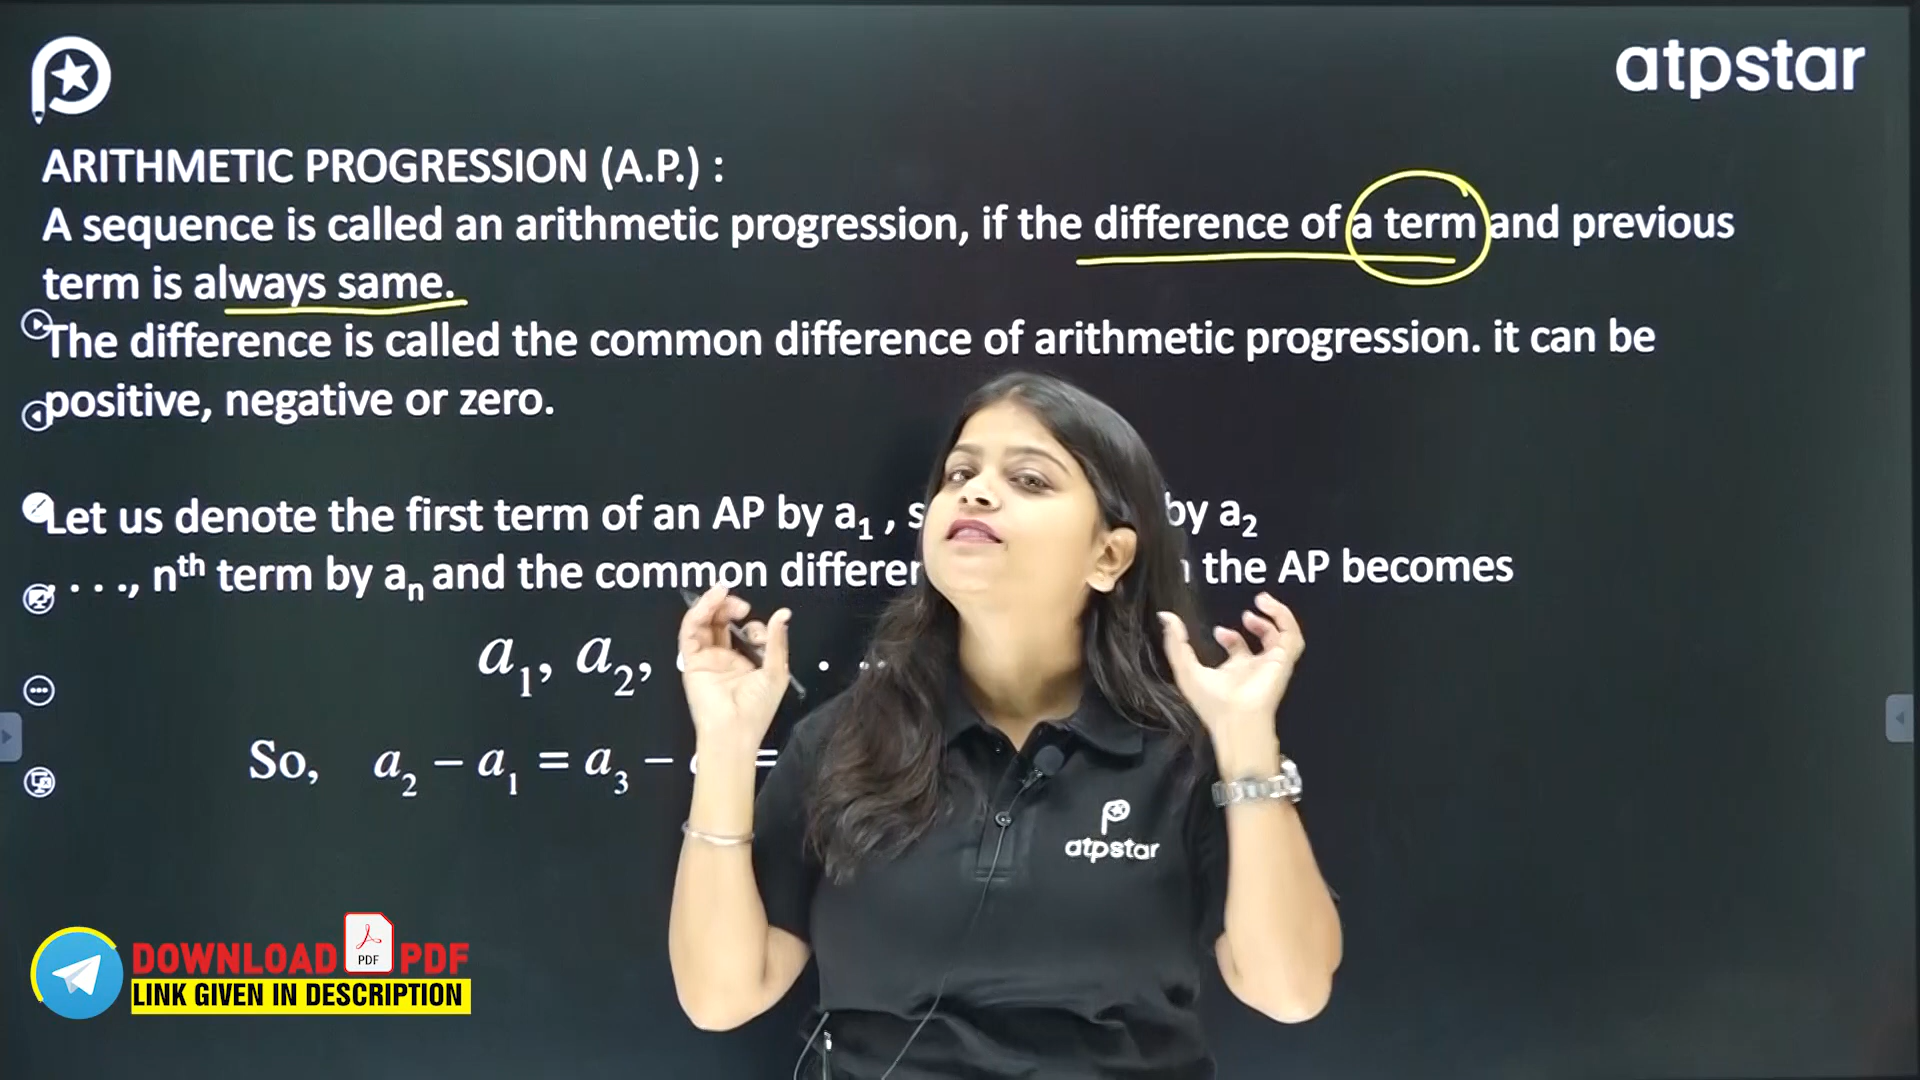 atpstar
ARITHMETIC PROGRESSION (A.P.) :
A sequence is called an arithmetic progression, if the difference of a term and previous
term is always same.
The difference is called the common difference of arithmetic progression. it can be
positive, negative or zero.
Let us denote the first term of an AP by a₁ , by a₂
. . ., nᵗʰ term by aₙ and the common the AP becomes
a₁, a₂, . ..
So, a₂ – a₁ = a₃ – =
atpstar
DOWNLOAD PDF PDF
LINK GIVEN IN DESCRIPTION